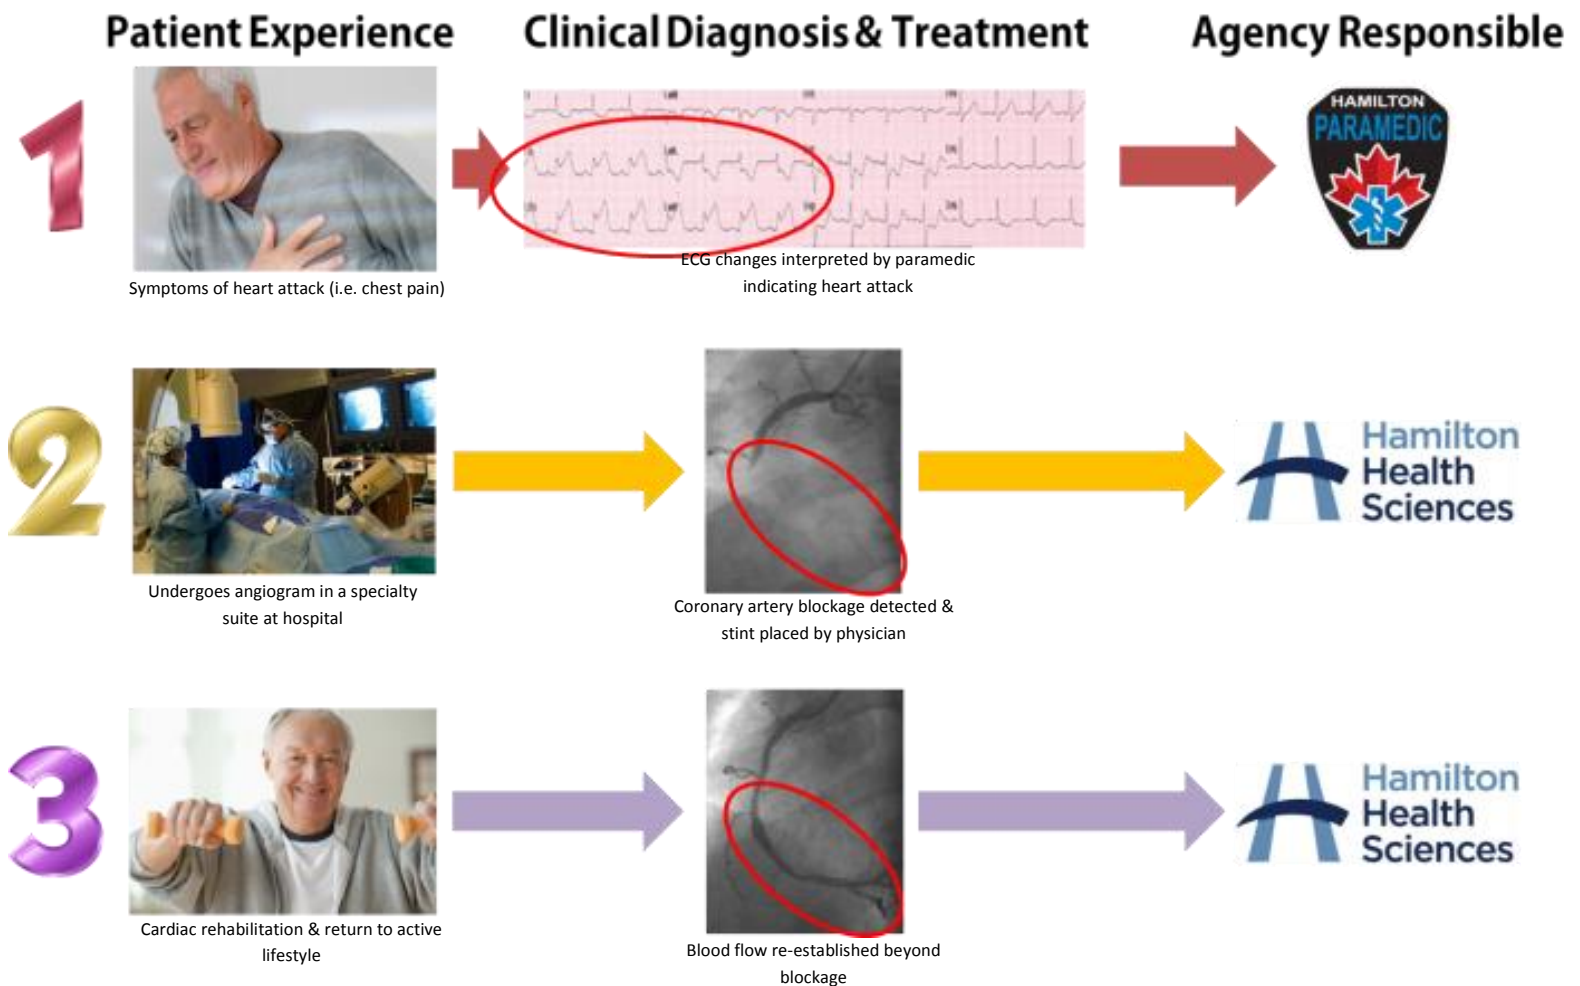 Patient Experience
Clinical Diagnosis & Treatment
Agency Responsible
1
Symptoms of heart attack (i.e. chest pain)
ECG changes interpreted by paramedic
indicating heart attack
HAMILTON
PARAMEDIC
2
Undergoes angiogram in a specialty
suite at hospital
Coronary artery blockage detected &
stint placed by physician
Hamilton
Health
Sciences
3
Cardiac rehabilitation & return to active
lifestyle
Blood flow re-established beyond
blockage
Hamilton
Health
Sciences